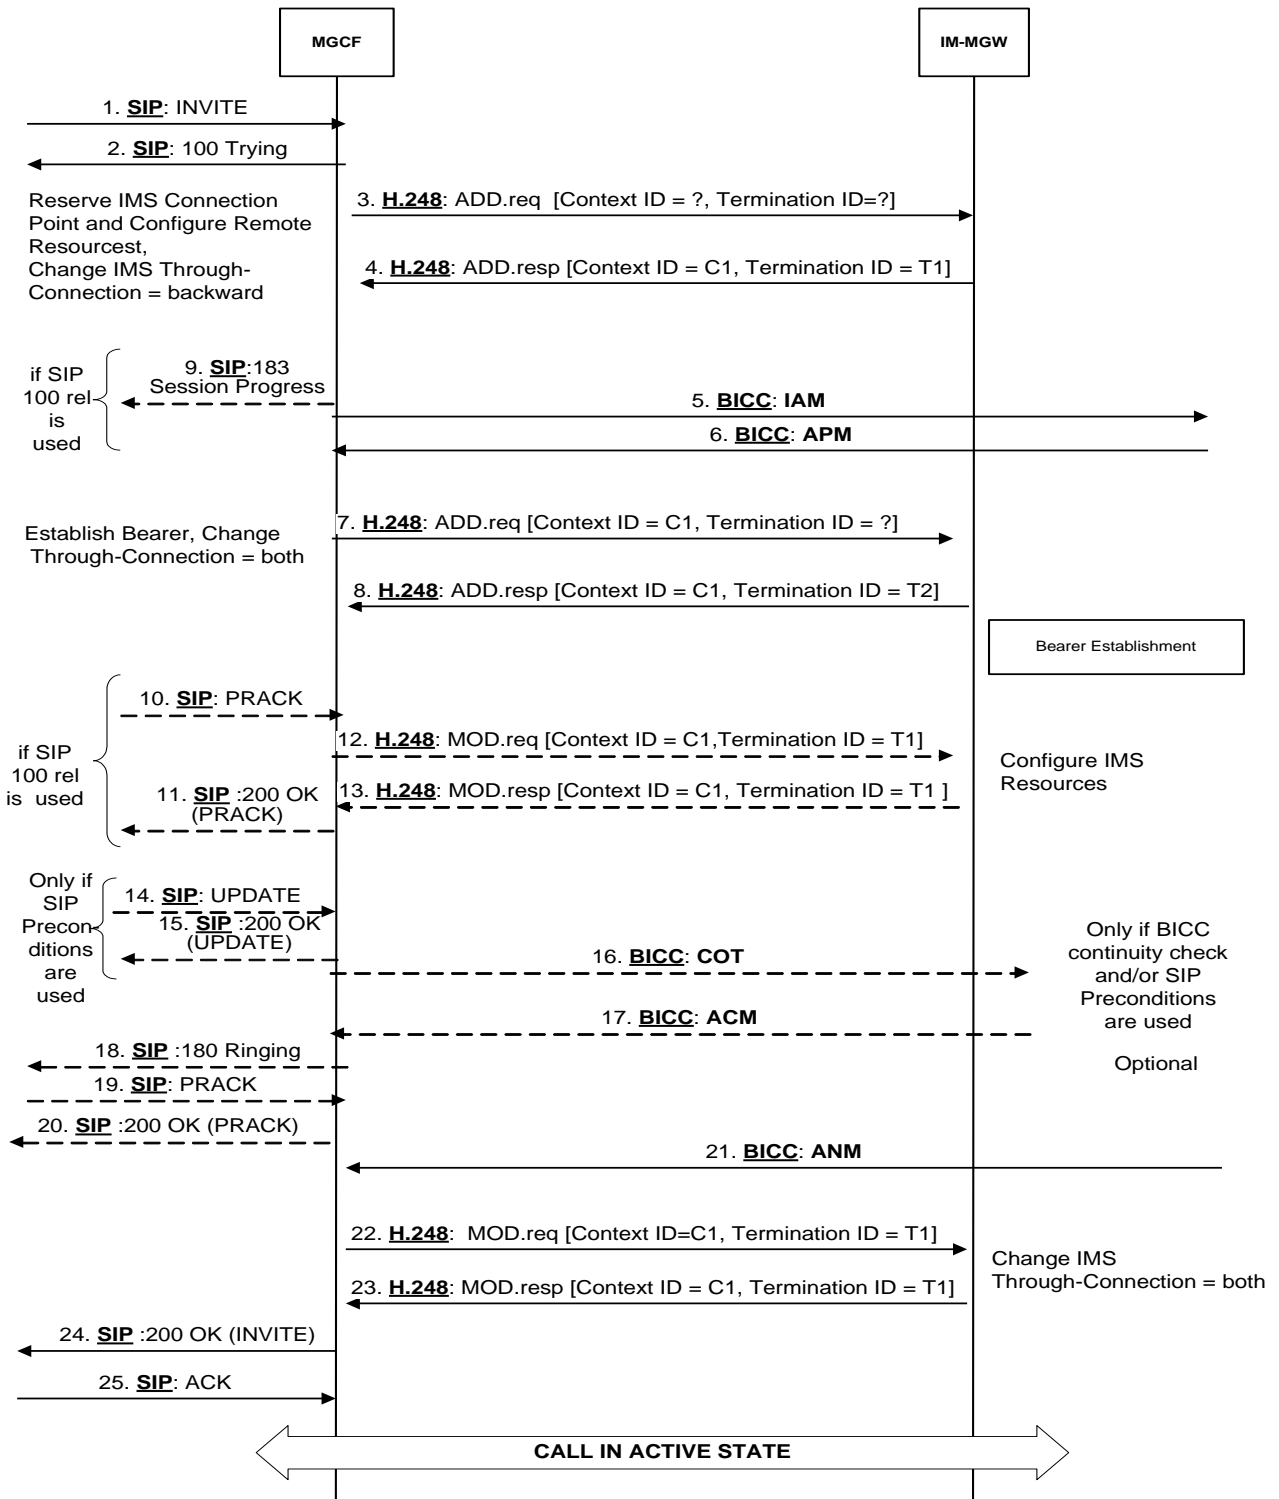 MGCF
IM-MGW
1. SIP: INVITE
2. SIP: 100 Trying
Reserve IMS Connection
Point and Configure Remote
Resourcest,
Change IMS Through-
Connection = backward
3. H.248: ADD.req [Context ID = ?, Termination ID=?]
4. H.248: ADD.resp [Context ID = C1, Termination ID = T1]
if SIP
100 rel
is
used
9. SIP:183
Session Progress
5. BICC: IAM
6. BICC: APM
Establish Bearer, Change
Through-Connection = both
7. H.248: ADD.req [Context ID = C1, Termination ID = ?]
8. H.248: ADD.resp [Context ID = C1, Termination ID = T2]
Bearer Establishment
if SIP
100 rel
is used
10. SIP: PRACK
12. H.248: MOD.req [Context ID = C1,Termination ID = T1]
11. SIP :200 OK
(PRACK)
13. H.248: MOD.resp [Context ID = C1, Termination ID = T1 ]
Configure IMS
Resources
Only if
SIP
Precon-
ditions
are
used
14. SIP: UPDATE
15. SIP :200 OK
(UPDATE)
16. BICC: COT
Only if BICC
continuity check
and/or SIP
Preconditions
are used
17. BICC: ACM
Optional
18. SIP :180 Ringing
19. SIP: PRACK
20. SIP :200 OK (PRACK)
21. BICC: ANM
22. H.248: MOD.req [Context ID=C1, Termination ID = T1]
23. H.248: MOD.resp [Context ID = C1, Termination ID = T1]
Change IMS
Through-Connection = both
24. SIP :200 OK (INVITE)
25. SIP: ACK
CALL IN ACTIVE STATE